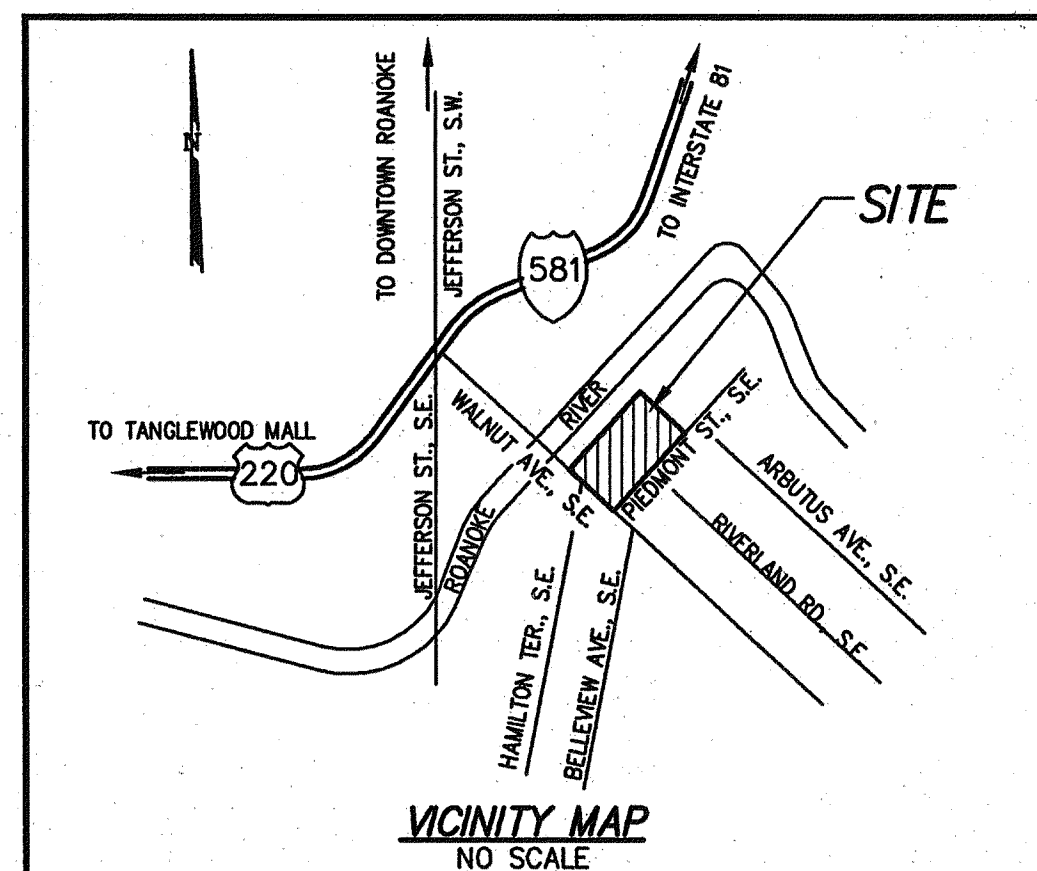 N
TO DOWNTOWN ROANOKE
JEFFERSON ST., S.W.
581
TO INTERSTATE 81
SITE
TO TANGLEWOOD MALL
220
JEFFERSON ST., S.E.
WALNUT AVE., S.E.
ROANOKE RIVER
PIEDMONT ST., S.E.
ARBUTUS AVE., S.E.
RIVERLAND RD., S.E.
HAMILTON TER., S.E.
BELLEVIEW AVE., S.E.
VICINITY MAP
NO SCALE